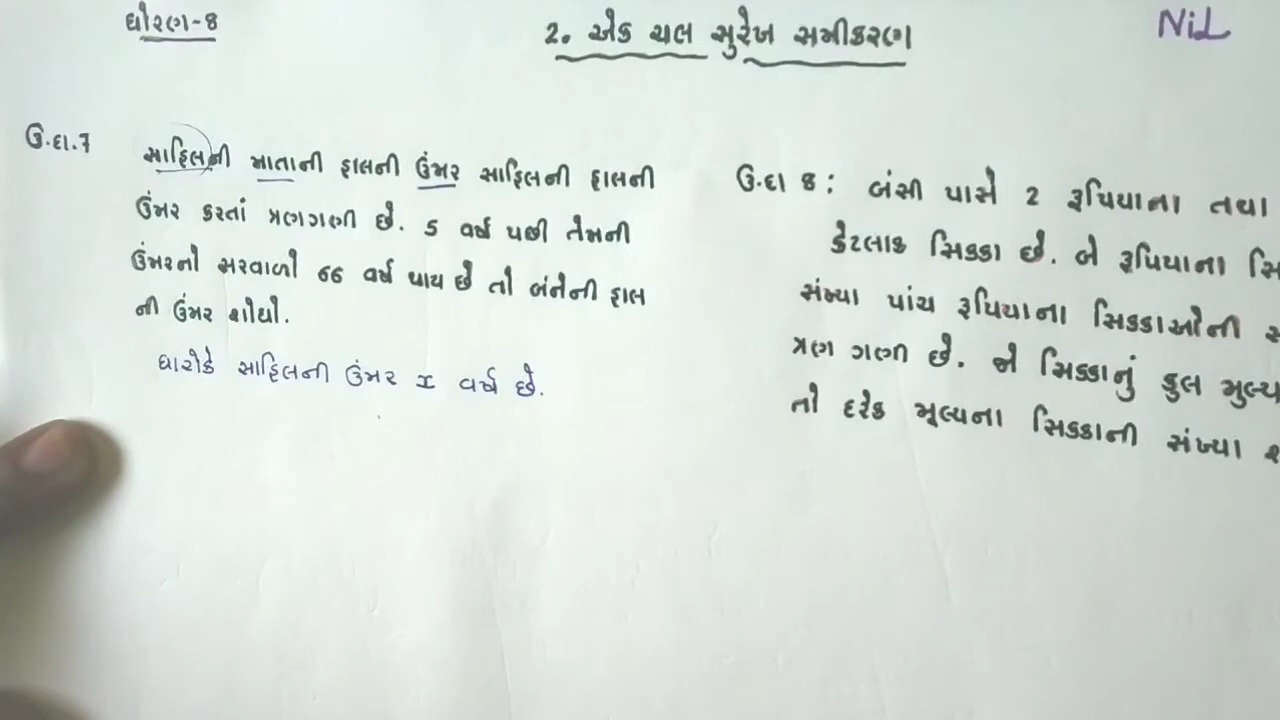 ધોરણ-8
2. એક ચલ સુરેખ સમીકરણ
NiL
ઉ.દા.7 સાહિલની માતાની હાલની ઉંમર સાહિલની હાલની
ઉંમર કરતાં ત્રણગણી છે. 5 વર્ષ પછી તેમની
ઉંમરનો સરવાળો 66 વર્ષ થાય છે તો બંનેની હાલ
ની ઉંમર શોધો.
ધારોકે સાહિલની ઉંમર x વર્ષ છે.
ઉ.દા 8: બંસી પાસે 2 રૂપિયાના તથા
કેટલાક સિક્કા છે. બે રૂપિયાના
સંખ્યા પાંચ રૂપિયાના સિક્કાઓની
ત્રણ ગણી છે. જો સિક્કાનું કુલ મુલ્ય
તો દરેક મૂલ્યના સિક્કાની સંખ્યા